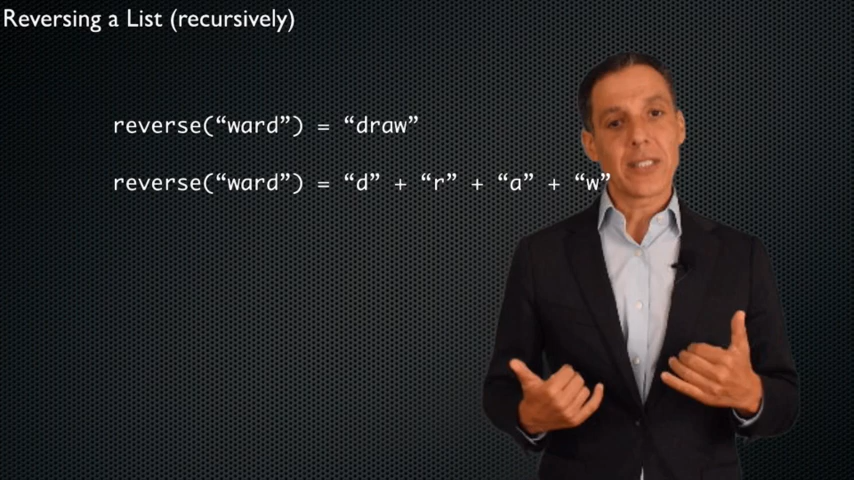 Reversing a List (recursively)
reverse(“ward”) = “draw”
reverse(“ward”) = “d” + “r” + “a” + “w”